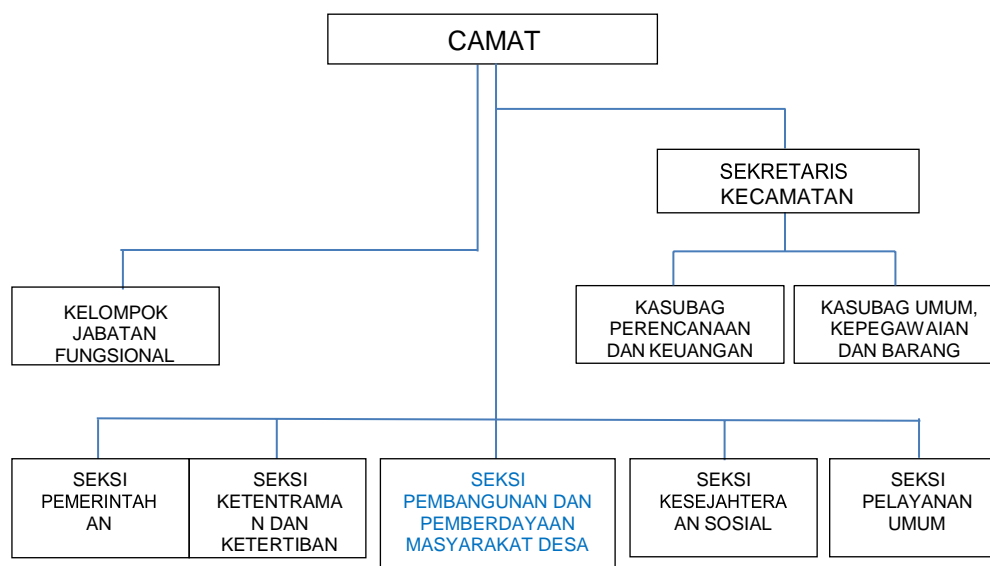 CAMAT
SEKRETARIS
KECAMATAN
KELOMPOK
JABATAN
FUNGSIONAL
KASUBAG
PERENCANAAN
DAN KEUANGAN
KASUBAG UMUM,
KEPEGAWAIAN
DAN BARANG
SEKSI
PEMERINTAH
AN
SEKSI
KETENTRAMA
N DAN
KETERTIBAN
SEKSI
PEMBANGUNAN DAN
PEMBERDAYAAN
MASYARAKAT DESA
SEKSI
KESEJAHTERA
AN SOSIAL
SEKSI
PELAYANAN
UMUM